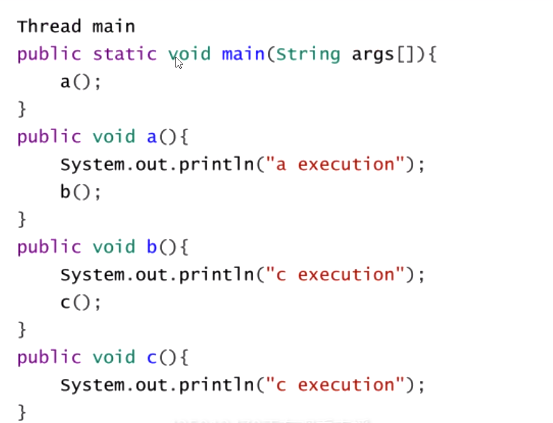 Thread main
public static void main(String args[]){
a();
}
public void a(){
System.out.println("a execution");
b();
}
public void b(){
System.out.println("c execution");
c();
}
public void c(){
System.out.println("c execution");
}